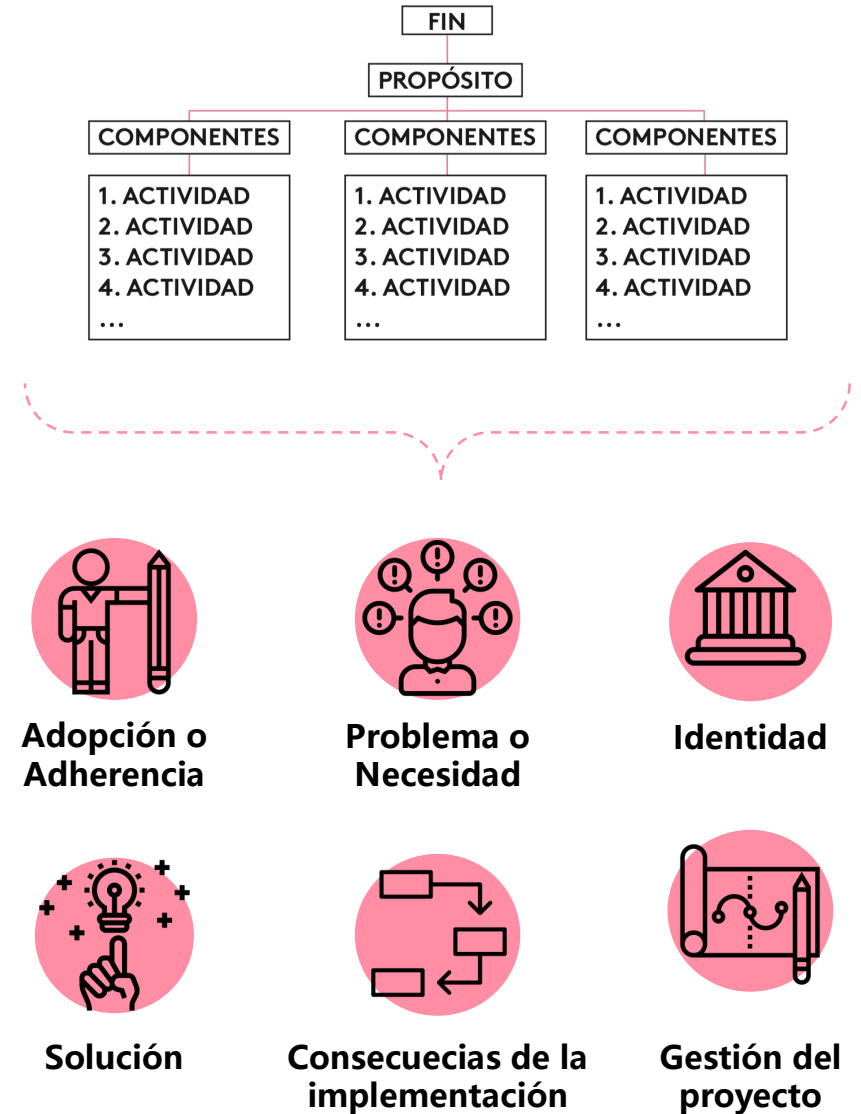 FIN
PROPÓSITO
COMPONENTES
COMPONENTES
COMPONENTES
1. ACTIVIDAD
2. ACTIVIDAD
3. ACTIVIDAD
4. ACTIVIDAD
...
1. ACTIVIDAD
2. ACTIVIDAD
3. ACTIVIDAD
4. ACTIVIDAD
...
1. ACTIVIDAD
2. ACTIVIDAD
3. ACTIVIDAD
4. ACTIVIDAD
...
Adopción o
Adherencia
Problema o
Necesidad
Identidad
Solución
Consecuecias de la
implementación
Gestión del
proyecto